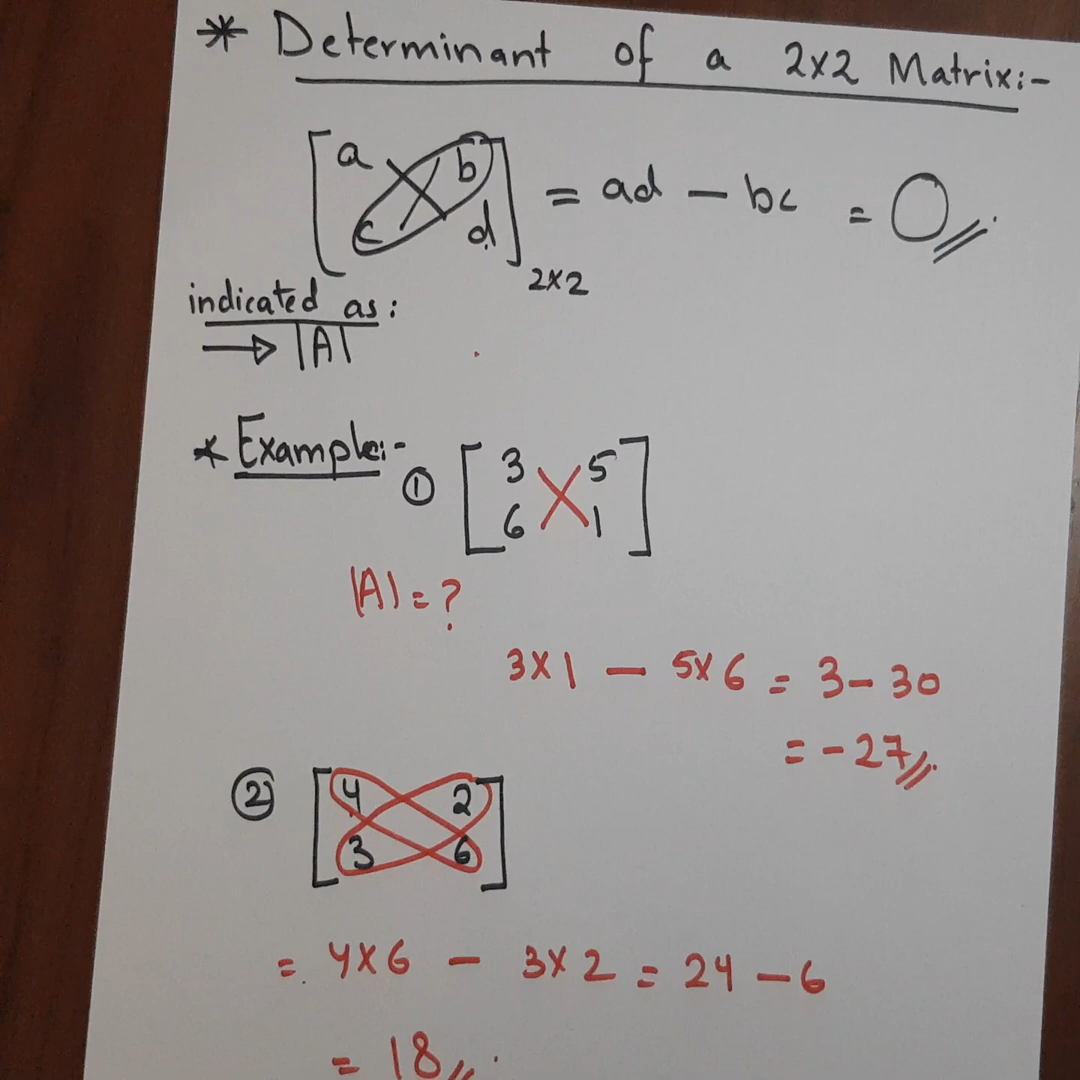 * Determinant of a 2x2 Matrix:-
[a b
c d] 2x2 = ad - bc = O
indicated as:
→ |A|
* Example:-
① [3 5
6 1]
|A| = ?
3x1 - 5x6 = 3 - 30
= -27
② [4 2
3 6]
= 4x6 - 3x2 = 24 - 6
= 18